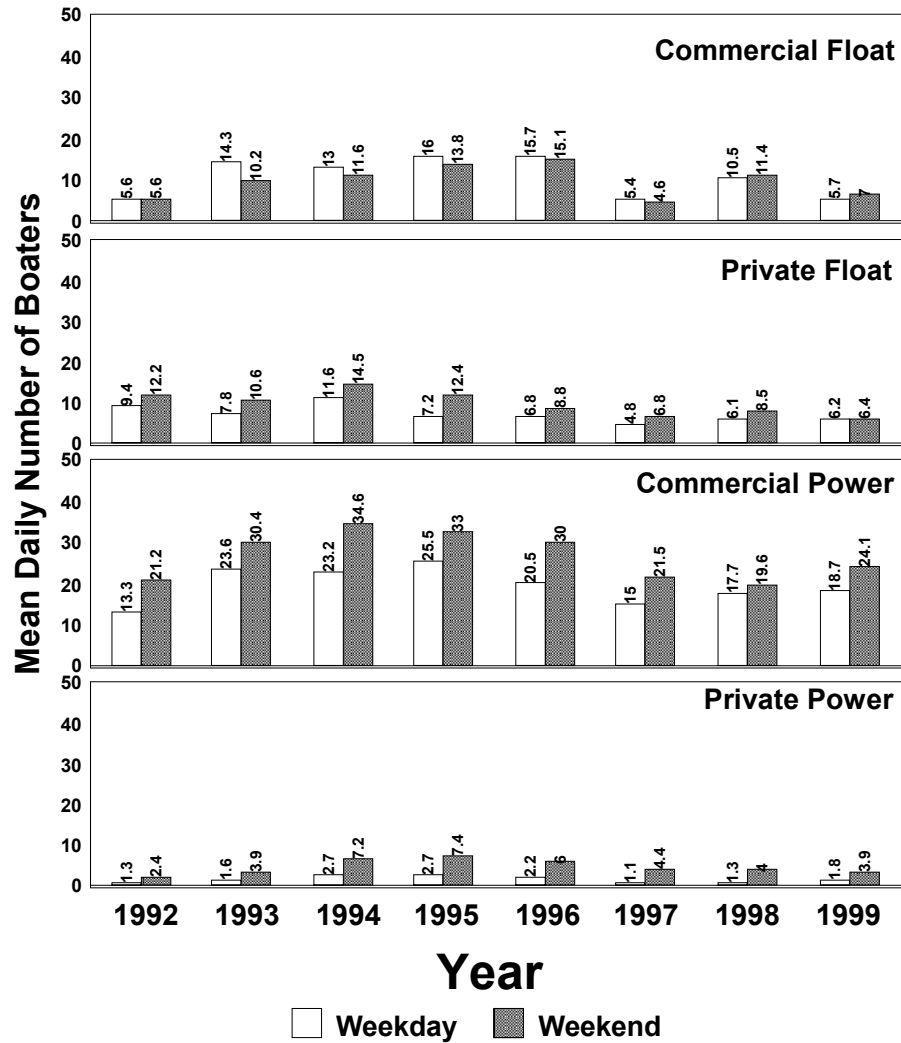 Mean Daily Number of Boaters
Commercial Float
50
40
30
20
10
0
5.6 5.6 14.3 10.2 13 11.6 16 13.8 15.7 15.1 5.4 4.6 10.5 11.4 5.7 7
Private Float
50
40
30
20
10
0
9.4 12.2 7.8 10.6 11.6 14.5 7.2 12.4 6.8 8.8 4.8 6.8 6.1 8.5 6.2 6.4
Commercial Power
50
40
30
20
10
0
13.3 21.2 23.6 30.4 23.2 34.6 25.5 33 20.5 30 15 21.5 17.7 19.6 18.7 24.1
Private Power
50
40
30
20
10
0
1.3 2.4 1.6 3.9 2.7 7.2 2.7 7.4 2.2 6 1.1 4.4 1.3 4 1.8 3.9
1992 1993 1994 1995 1996 1997 1998 1999
Year
Weekday Weekend